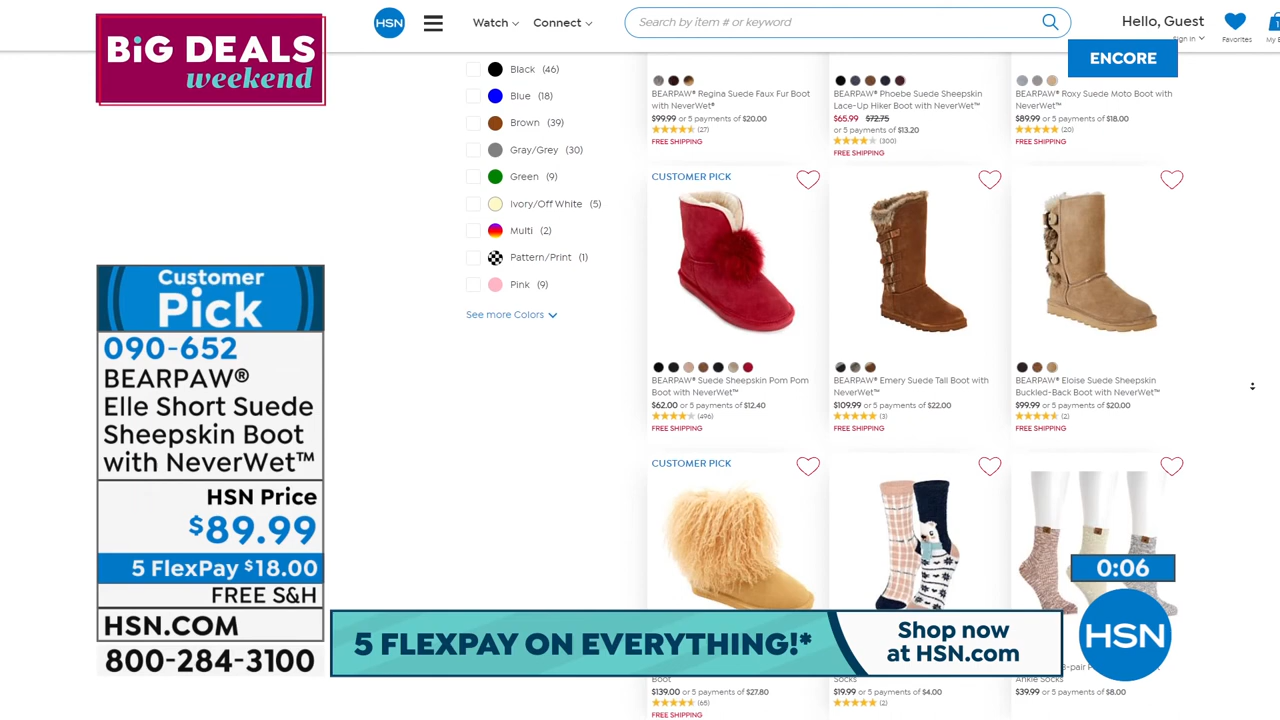 BiG DEALS
weekend
HSN
Watch
Connect
Search by item # or keyword
Hello, Guest
Sign In
Favorites
ENCORE
Black (46)
Blue (18)
Brown (39)
Gray/Grey (30)
Green (9)
Ivory/Off White (5)
Multi (2)
Pattern/Print (1)
Pink (9)
See more Colors
BEARPAW® Regina Suede Faux Fur Boot
with NeverWet®
$99.99 or 5 payments of $20.00
(27)
FREE SHIPPING
BEARPAW® Phoebe Suede Sheepskin
Lace-Up Hiker Boot with NeverWet™
$65.99 $72.75
or 5 payments of $13.20
(300)
FREE SHIPPING
BEARPAW® Roxy Suede Moto Boot with
NeverWet™
$89.99 or 5 payments of $18.00
(20)
FREE SHIPPING
CUSTOMER PICK
BEARPAW® Suede Sheepskin Pom Pom
Boot with NeverWet™
$62.00 or 5 payments of $12.40
(496)
FREE SHIPPING
BEARPAW® Emery Suede Tall Boot with
NeverWet™
$109.99 or 5 payments of $22.00
(3)
FREE SHIPPING
BEARPAW® Eloise Suede Sheepskin
Buckled-Back Boot with NeverWet™
$99.99 or 5 payments of $20.00
(2)
FREE SHIPPING
CUSTOMER PICK
Boot
$139.00 or 5 payments of $27.80
(65)
FREE SHIPPING
Socks
$19.99 or 5 payments of $4.00
(2)
Ankle Socks
$39.99 or 5 payments of $8.00
Customer
Pick
090-652
BEARPAW®
Elle Short Suede
Sheepskin Boot
with NeverWet™
HSN Price
$89.99
5 FlexPay $18.00
FREE S&H
HSN.COM
800-284-3100
5 FLEXPAY ON EVERYTHING!*
Shop now
at HSN.com
0:06
HSN